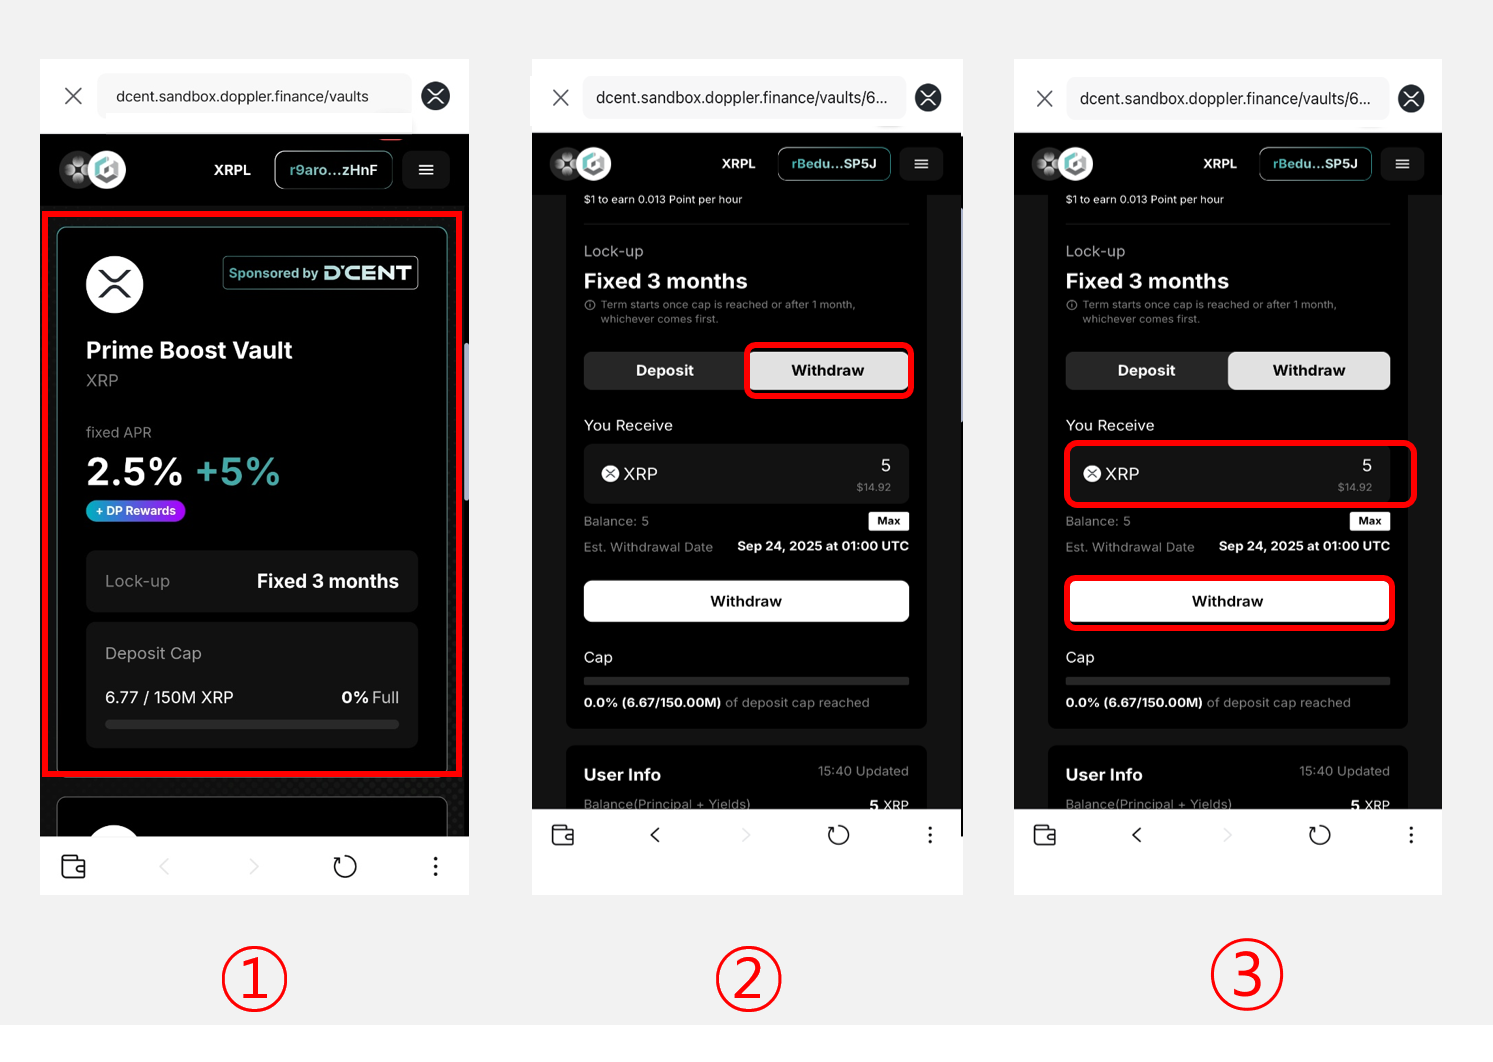 dcent.sandbox.doppler.finance/vaults
XRPL
r9aro...zHnF
Sponsored by D'CENT
Prime Boost Vault
XRP
fixed APR
2.5% +5%
+ DP Rewards
Lock-up
Fixed 3 months
Deposit Cap
6.77 / 150M XRP
0% Full
①
dcent.sandbox.doppler.finance/vaults/6...
XRPL
rBedu...SP5J
$1 to earn 0.013 Point per hour
Lock-up
Fixed 3 months
Term starts once cap is reached or after 1 month,
whichever comes first.
Deposit
Withdraw
You Receive
XRP
5
$14.92
Balance: 5
Max
Est. Withdrawal Date
Sep 24, 2025 at 01:00 UTC
Withdraw
Cap
0.0% (6.67/150.00M) of deposit cap reached
User Info
15:40 Updated
Balance(Principal + Yields)
5 XRP
②
dcent.sandbox.doppler.finance/vaults/6...
XRPL
rBedu...SP5J
$1 to earn 0.013 Point per hour
Lock-up
Fixed 3 months
Term starts once cap is reached or after 1 month,
whichever comes first.
Deposit
Withdraw
You Receive
XRP
5
$14.92
Balance: 5
Max
Est. Withdrawal Date
Sep 24, 2025 at 01:00 UTC
Withdraw
Cap
0.0% (6.67/150.00M) of deposit cap reached
User Info
15:40 Updated
Balance(Principal + Yields)
5 XRP
③